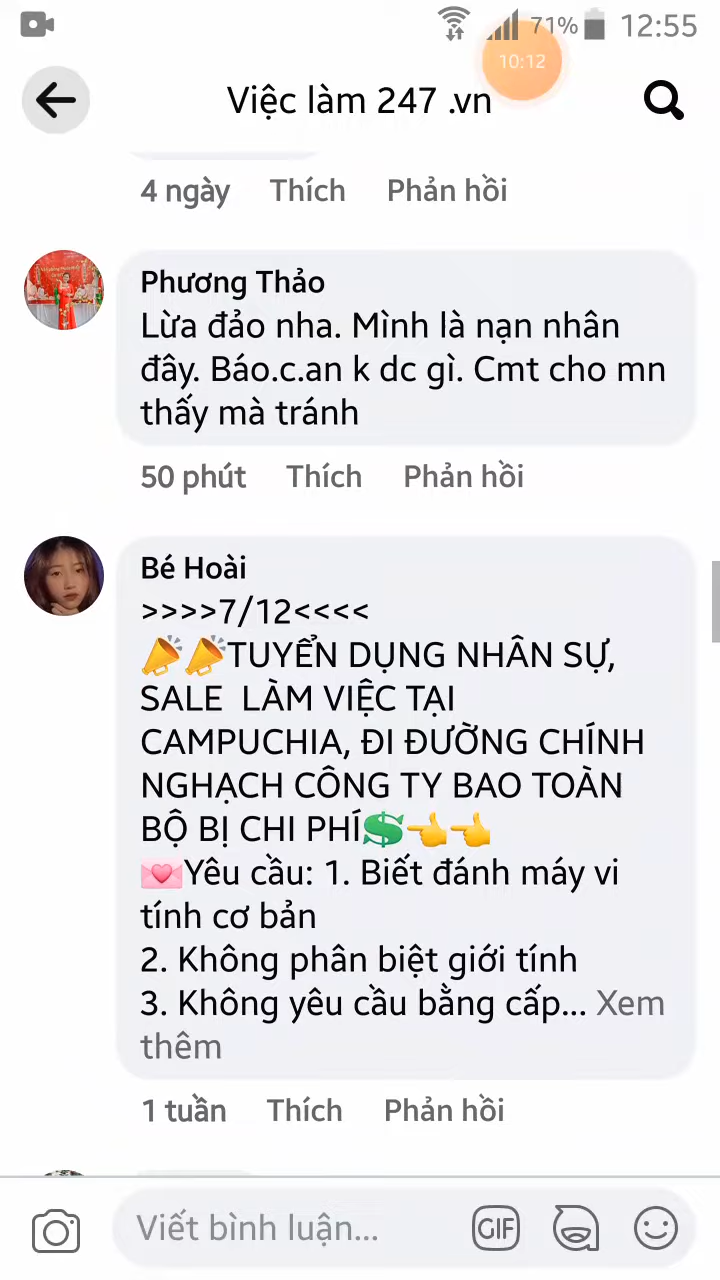 71% 12:55
10:12
Việc làm 247 .vn
4 ngày Thích Phản hồi
Phương Thảo
Lừa đảo nha. Mình là nạn nhân
đây. Báo.c.an k dc gì. Cmt cho mn
thấy mà tránh
50 phút Thích Phản hồi
Bé Hoài
>>>>7/12<<<<
📣📣TUYỂN DỤNG NHÂN SỰ,
SALE LÀM VIỆC TẠI
CAMPUCHIA, ĐI ĐƯỜNG CHÍNH
NGHẠCH CÔNG TY BAO TOÀN
BỘ BỊ CHI PHÍ💲👈👈
💌Yêu cầu: 1. Biết đánh máy vi
tính cơ bản
2. Không phân biệt giới tính
3. Không yêu cầu bằng cấp... Xem
thêm
1 tuần Thích Phản hồi
Viết bình luận... GIF